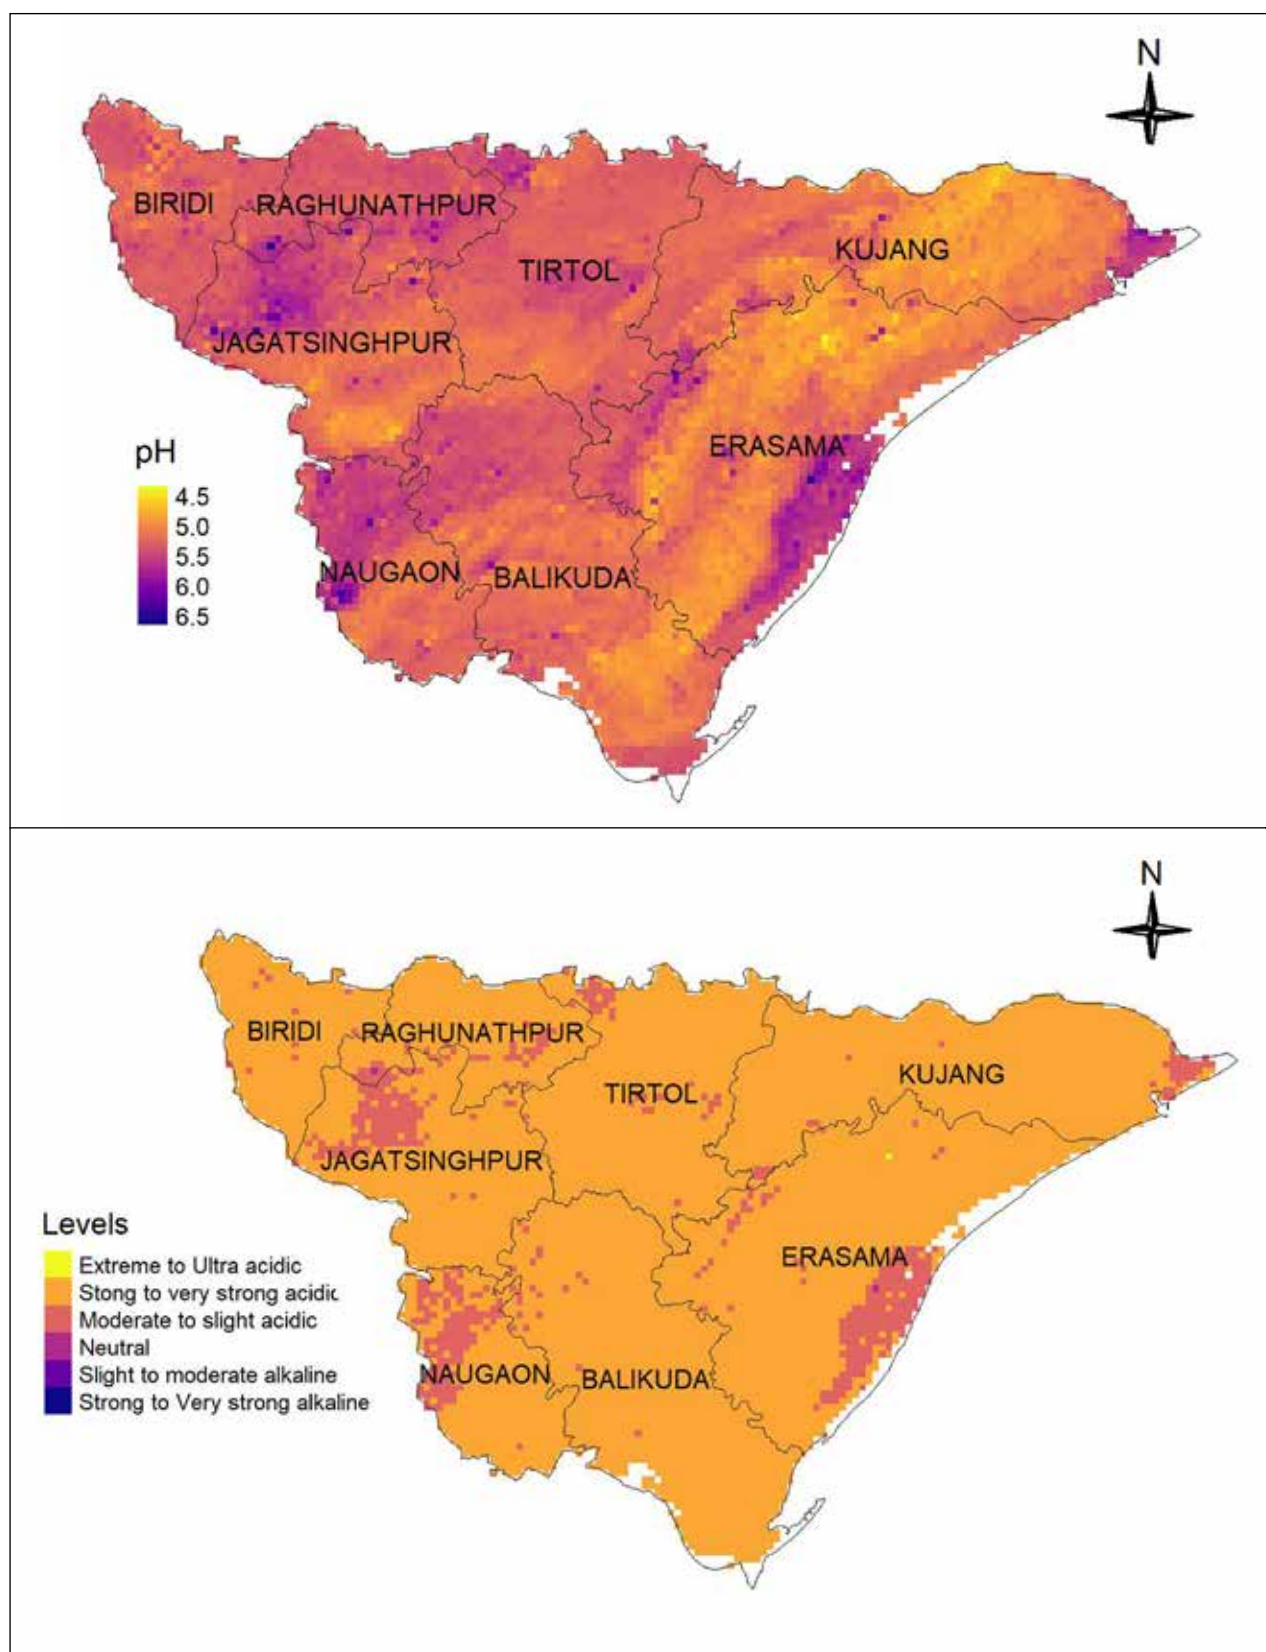 N
BIRIDI
RAGHUNATHPUR
KUJANG
TIRTOL
JAGATSINGHPUR
ERASAMA
pH
4.5
5.0
5.5
6.0
6.5
NAUGAON
BALIKUDA
N
BIRIDI
RAGHUNATHPUR
KUJANG
TIRTOL
JAGATSINGHPUR
Levels
ERASAMA
Extreme to Ultra acidic
Stong to very strong acidic
Moderate to slight acidic
Neutral
Slight to moderate alkaline
Strong to Very strong alkaline
NAUGAON
BALIKUDA